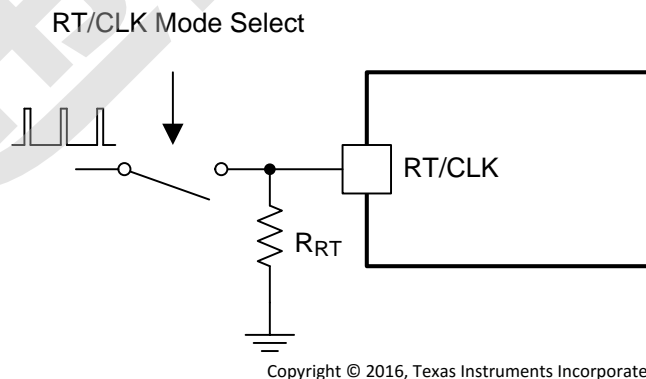 RT/CLK Mode Select
RT/CLK
RRT
Copyright © 2016, Texas Instruments Incorporate